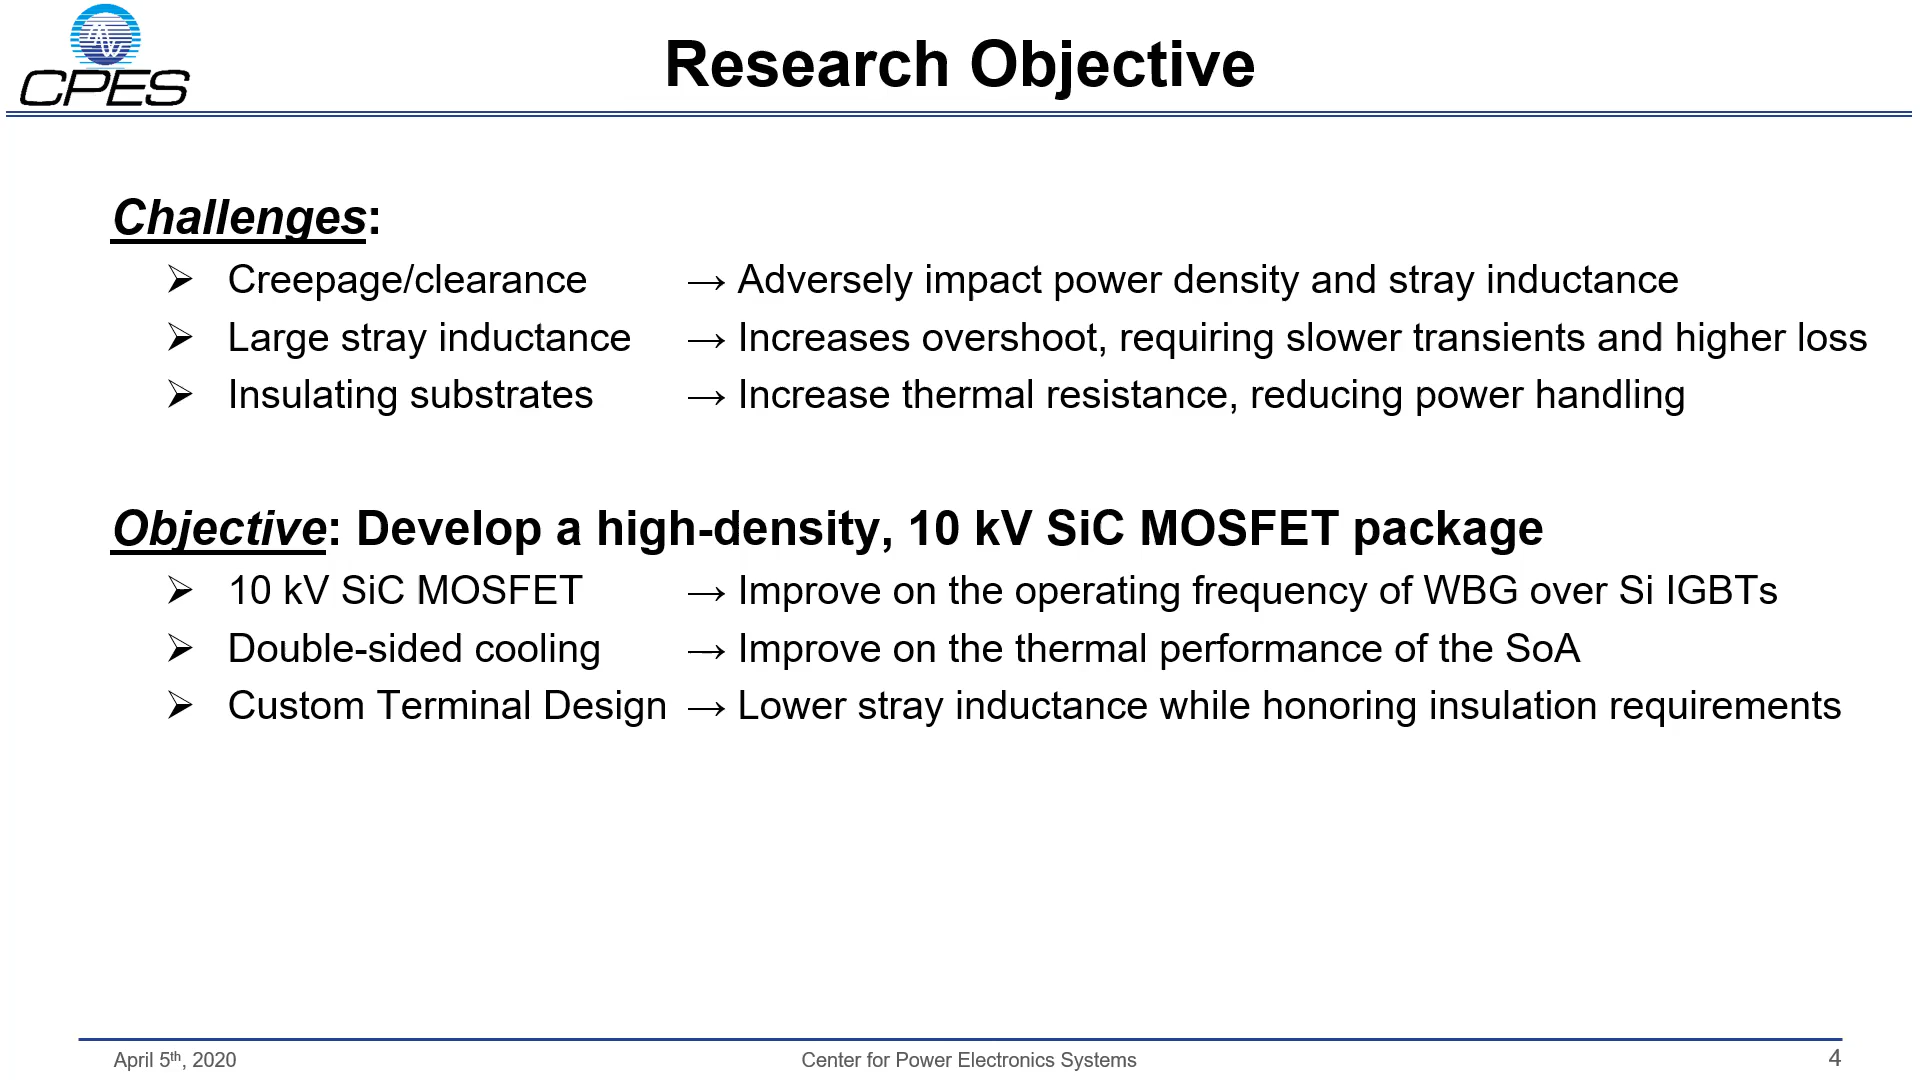 CPES
Research Objective
Challenges:
➢ Creepage/clearance → Adversely impact power density and stray inductance
➢ Large stray inductance → Increases overshoot, requiring slower transients and higher loss
➢ Insulating substrates → Increase thermal resistance, reducing power handling
Objective: Develop a high-density, 10 kV SiC MOSFET package
➢ 10 kV SiC MOSFET → Improve on the operating frequency of WBG over Si IGBTs
➢ Double-sided cooling → Improve on the thermal performance of the SoA
➢ Custom Terminal Design → Lower stray inductance while honoring insulation requirements
April 5th, 2020 Center for Power Electronics Systems 4